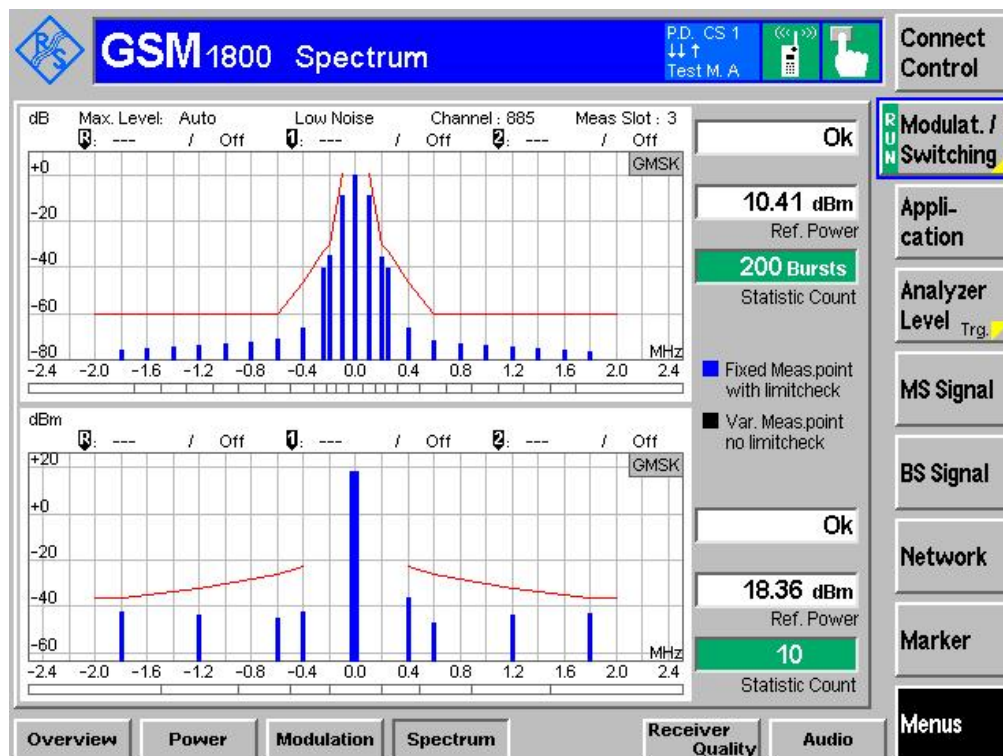 R S
GSM 1800 Spectrum
P.D. CS 1
↓↓ ↑
Test M. A
Connect
Control
dB Max. Level: Auto Low Noise Channel : 885 Meas Slot : 3
R: --- / Off 1: --- / Off 2: --- / Off
GMSK
+0
-20
-40
-60
-80
MHz
-2.4 -2.0 -1.6 -1.2 -0.8 -0.4 0.0 0.4 0.8 1.2 1.6 2.0 2.4
Ok
10.41 dBm
Ref. Power
200 Bursts
Statistic Count
Fixed Meas.point
with limitcheck
Var. Meas.point
no limitcheck
dBm
R: --- / Off 1: --- / Off 2: --- / Off
GMSK
+20
+0
-20
-40
-60
MHz
-2.4 -2.0 -1.6 -1.2 -0.8 -0.4 0.0 0.4 0.8 1.2 1.6 2.0 2.4
Ok
18.36 dBm
Ref. Power
10
Statistic Count
RUN
Modulat. /
Switching
Appli-
cation
Analyzer
Level Trg.
MS Signal
BS Signal
Network
Marker
Menus
Overview Power Modulation Spectrum
Receiver
Quality
Audio